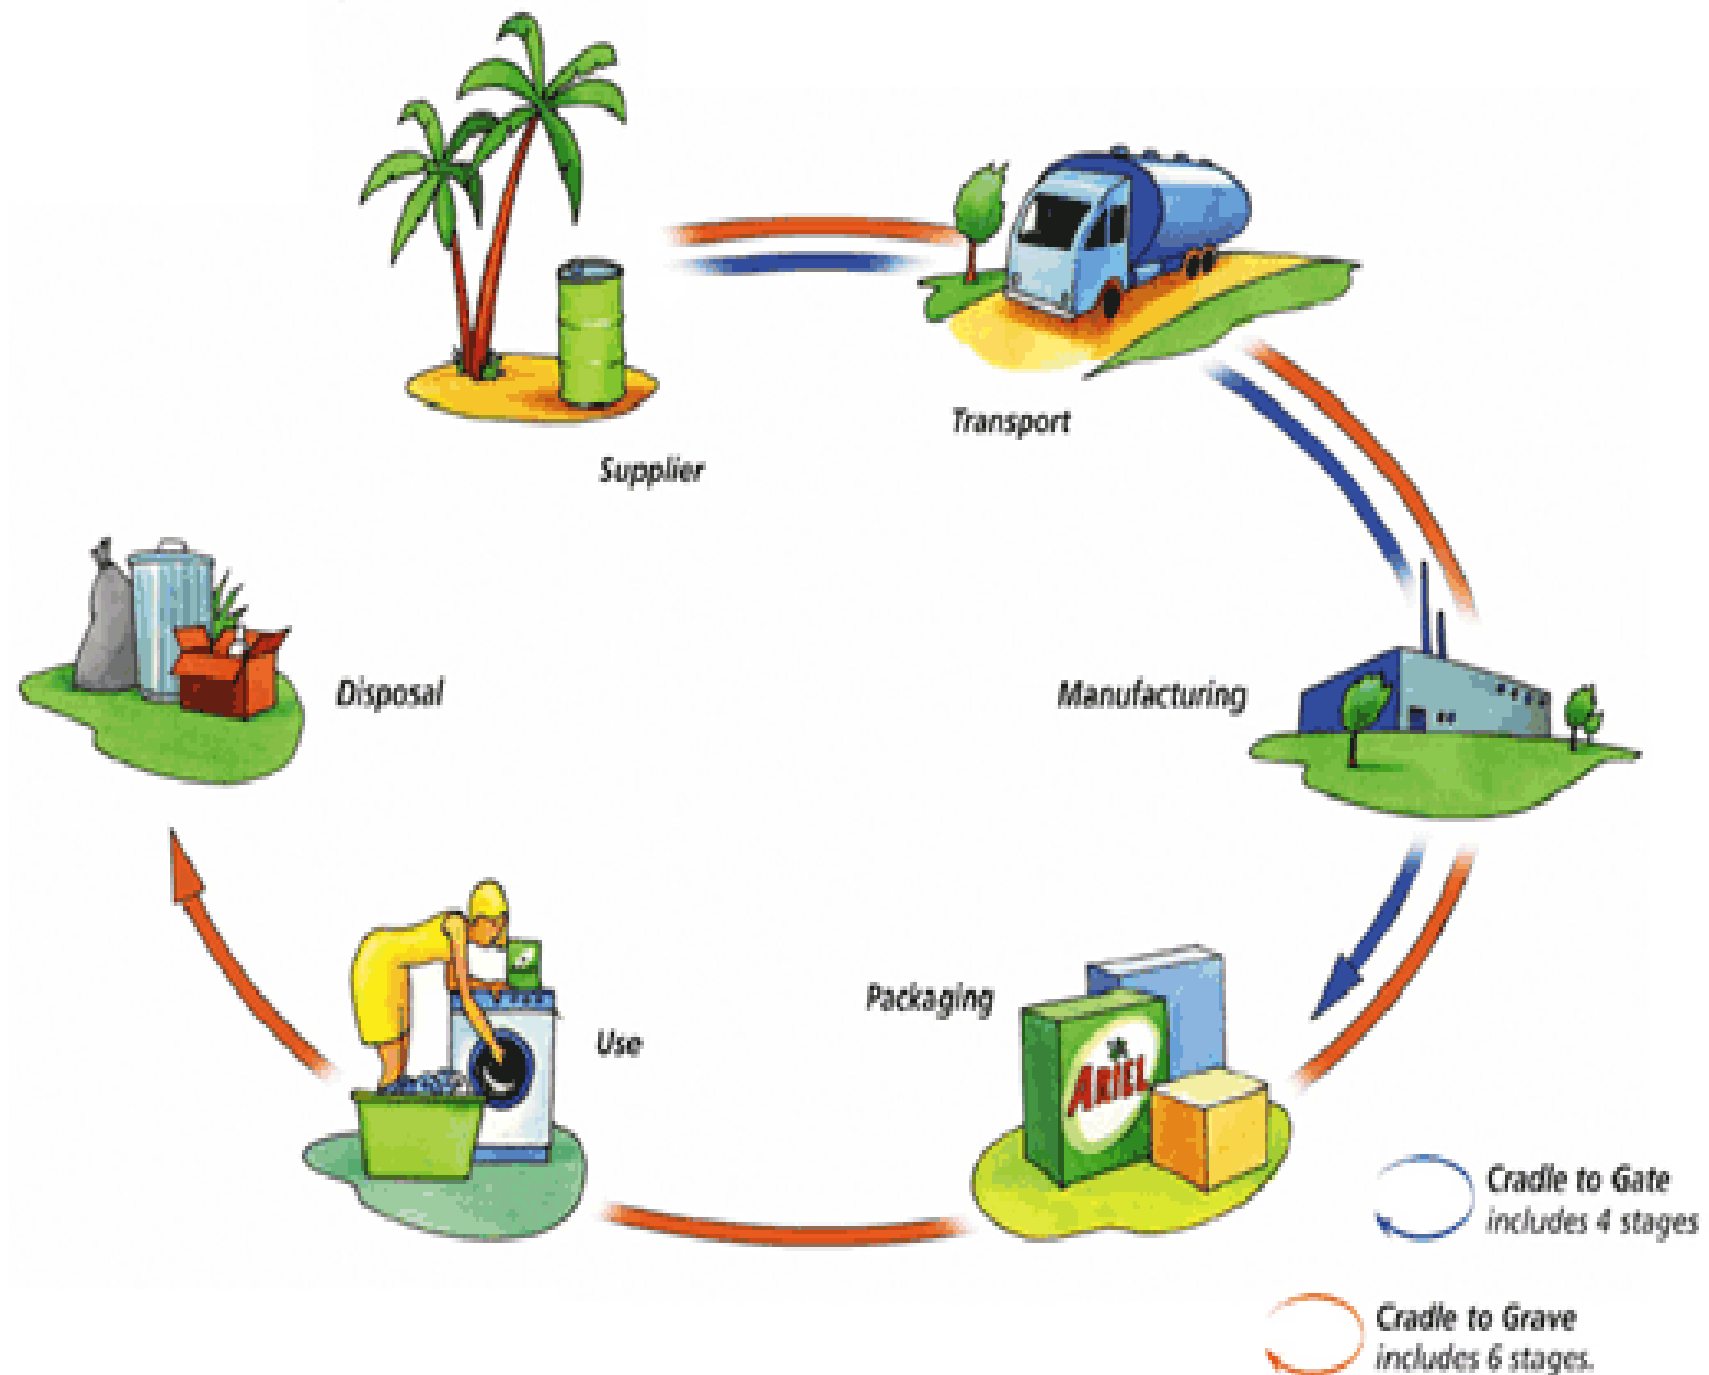 Supplier
Transport
Disposal
Manufacturing
Packaging
ARIEL
Use
Cradle to Gate
includes 4 stages
Cradle to Grave
includes 6 stages.